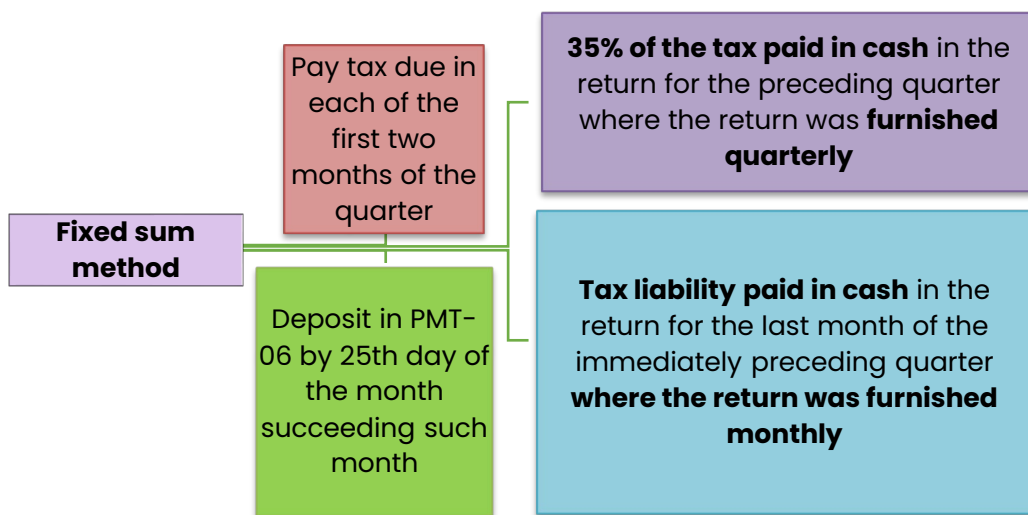 Fixed sum
method
Pay tax due in
each of the
first two
months of the
quarter
Deposit in PMT-
06 by 25th day of
the month
succeeding such
month
35% of the tax paid in cash in the
return for the preceding quarter
where the return was furnished
quarterly
Tax liability paid in cash in the
return for the last month of the
immediately preceding quarter
where the return was furnished
monthly